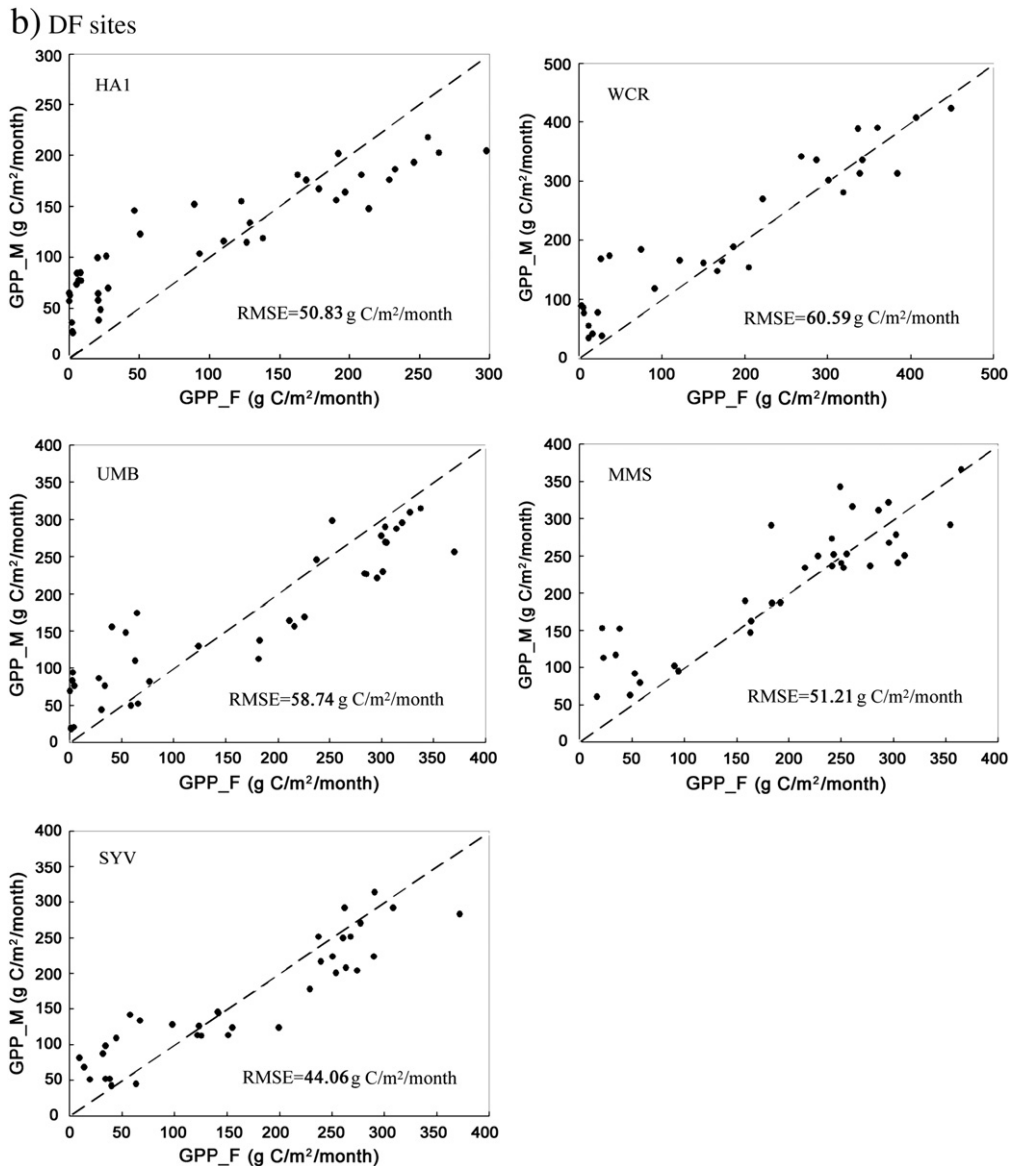 b) DF sites
HA1
GPP_M (g C/m²/month)
300
250
200
150
100
50
0
RMSE=50.83 g C/m²/month
0 50 100 150 200 250 300
GPP_F (g C/m²/month)
WCR
GPP_M (g C/m²/month)
500
400
300
200
100
0
RMSE=60.59 g C/m²/month
0 100 200 300 400 500
GPP_F (g C/m²/month)
UMB
GPP_M (g C/m²/month)
400
350
300
250
200
150
100
50
0
RMSE=58.74 g C/m²/month
0 50 100 150 200 250 300 350 400
GPP_F (g C/m²/month)
MMS
GPP_M (g C/m²/month)
400
350
300
250
200
150
100
50
0
RMSE=51.21 g C/m²/month
0 50 100 150 200 250 300 350 400
GPP_F (g C/m²/month)
SYV
GPP_M (g C/m²/month)
400
350
300
250
200
150
100
50
0
RMSE=44.06 g C/m²/month
0 50 100 150 200 250 300 350 400
GPP_F (g C/m²/month)